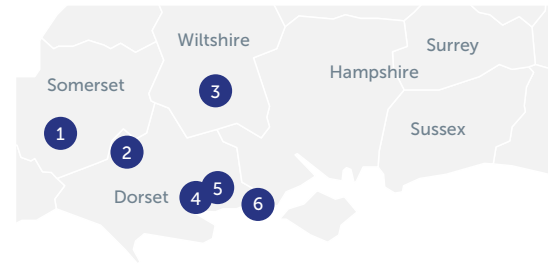 Wiltshire
Surrey
Hampshire
Somerset
3
Sussex
1
2
Dorset
4
5
6